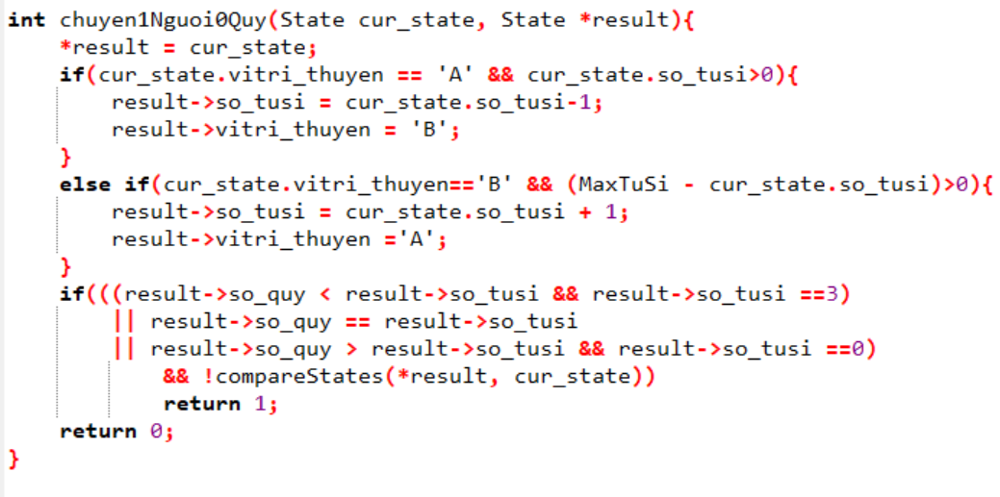 int chuyen1Nguoi0Quy(State cur_state, State *result){
    *result = cur_state;
    if(cur_state.vitri_thuyen == 'A' && cur_state.so_tusi>0){
        result->so_tusi = cur_state.so_tusi-1;
        result->vitri_thuyen = 'B';
    }
    else if(cur_state.vitri_thuyen=='B' && (MaxTuSi - cur_state.so_tusi)>0){
        result->so_tusi = cur_state.so_tusi + 1;
        result->vitri_thuyen ='A';
    }
    if(((result->so_quy < result->so_tusi && result->so_tusi ==3)
        || result->so_quy == result->so_tusi
        || result->so_quy > result->so_tusi && result->so_tusi ==0)
            && !compareStates(*result, cur_state))
            return 1;
    return 0;
}